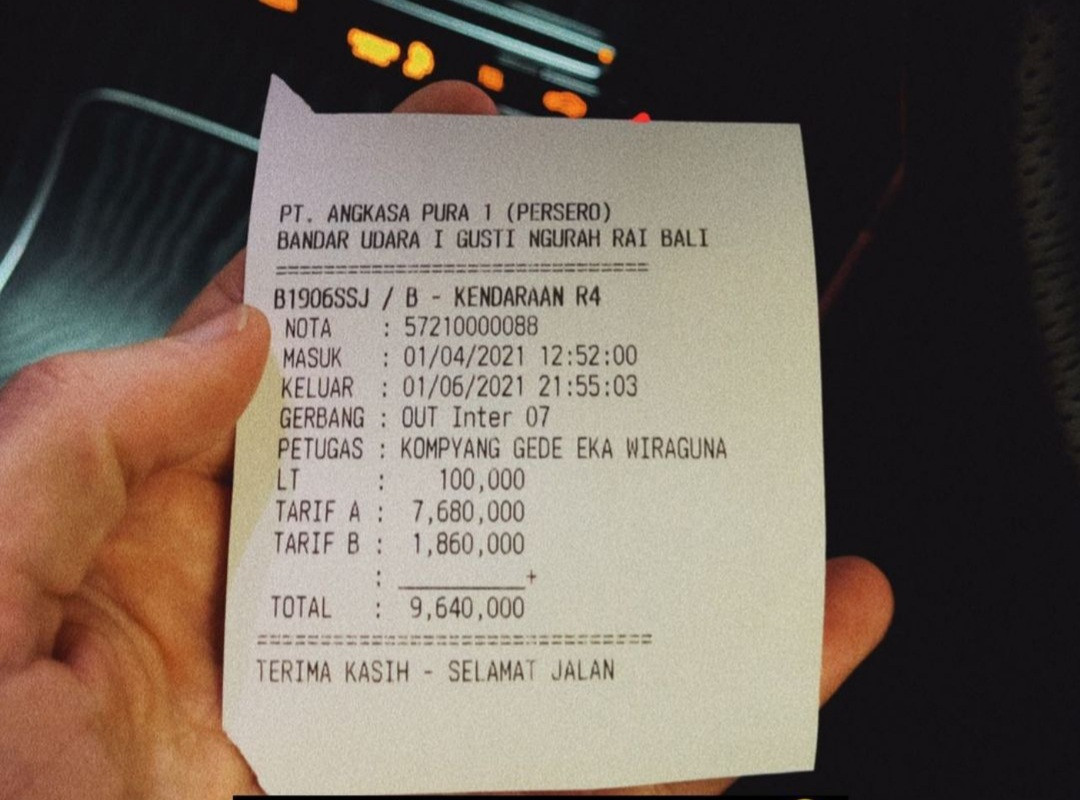 PT. ANGKASA PURA 1 (PERSERO)
BANDAR UDARA I GUSTI NGURAH RAI BALI
===============================
B1906SSJ / B - KENDARAAN R4
NOTA : 57210000088
MASUK : 01/04/2021 12:52:00
KELUAR : 01/06/2021 21:55:03
GERBANG : OUT Inter 07
PETUGAS : KOMPYANG GEDE EKA WIRAGUNA
LT : 100,000
TARIF A : 7,680,000
TARIF B : 1,860,000
: __________+
TOTAL : 9,640,000
===============================
TERIMA KASIH - SELAMAT JALAN